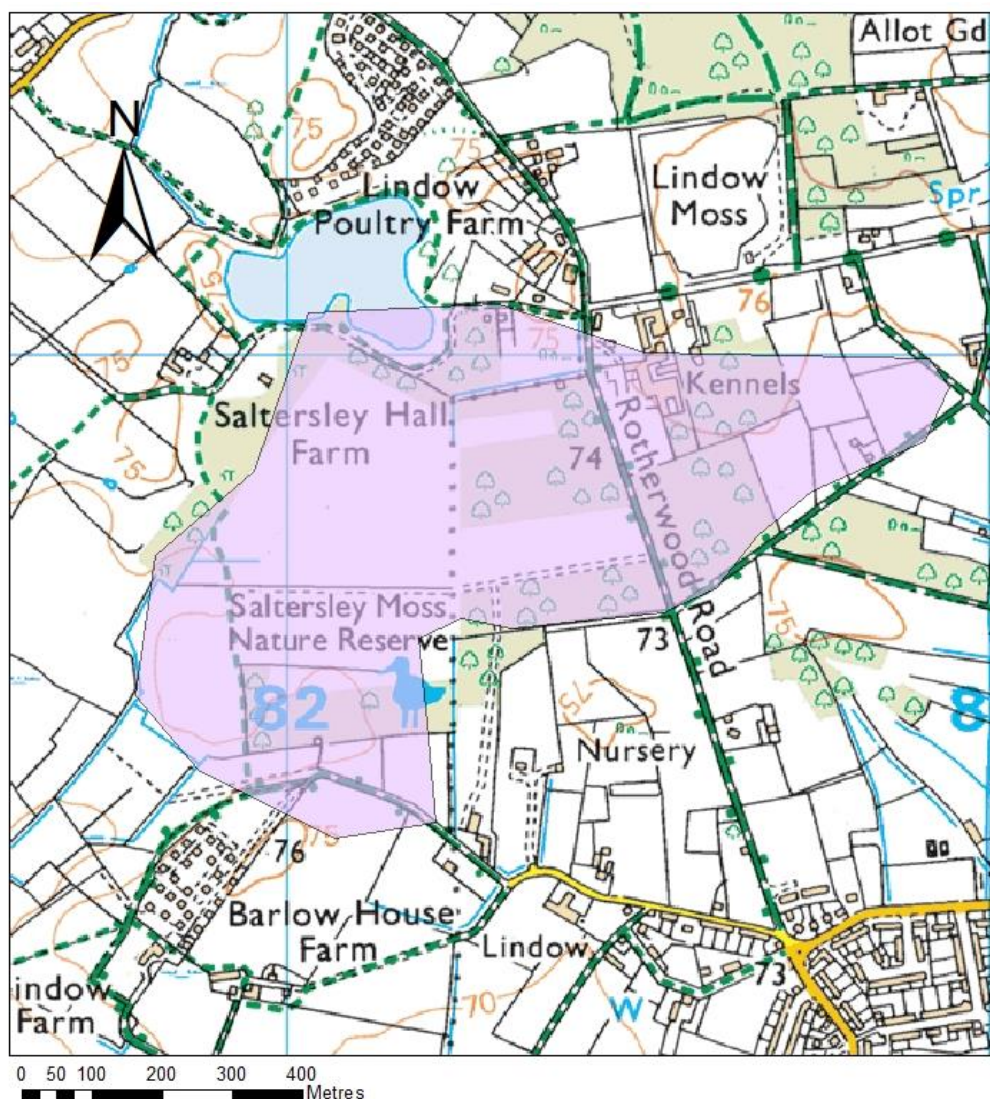 Allot Gd
N
75
75
Lindow
Poultry Farm
Lindow
Moss
Spr
75
76
75
75
Kennels
Saltersley Hall
Farm
75
74
Rotherwood Road
Saltersley Moss
Nature Reserve
73
75
82
8
75
Nursery
76
75
Barlow House
Farm
Lindow
73
indow
Farm
70
W
0 50 100 200 300 400
Metres